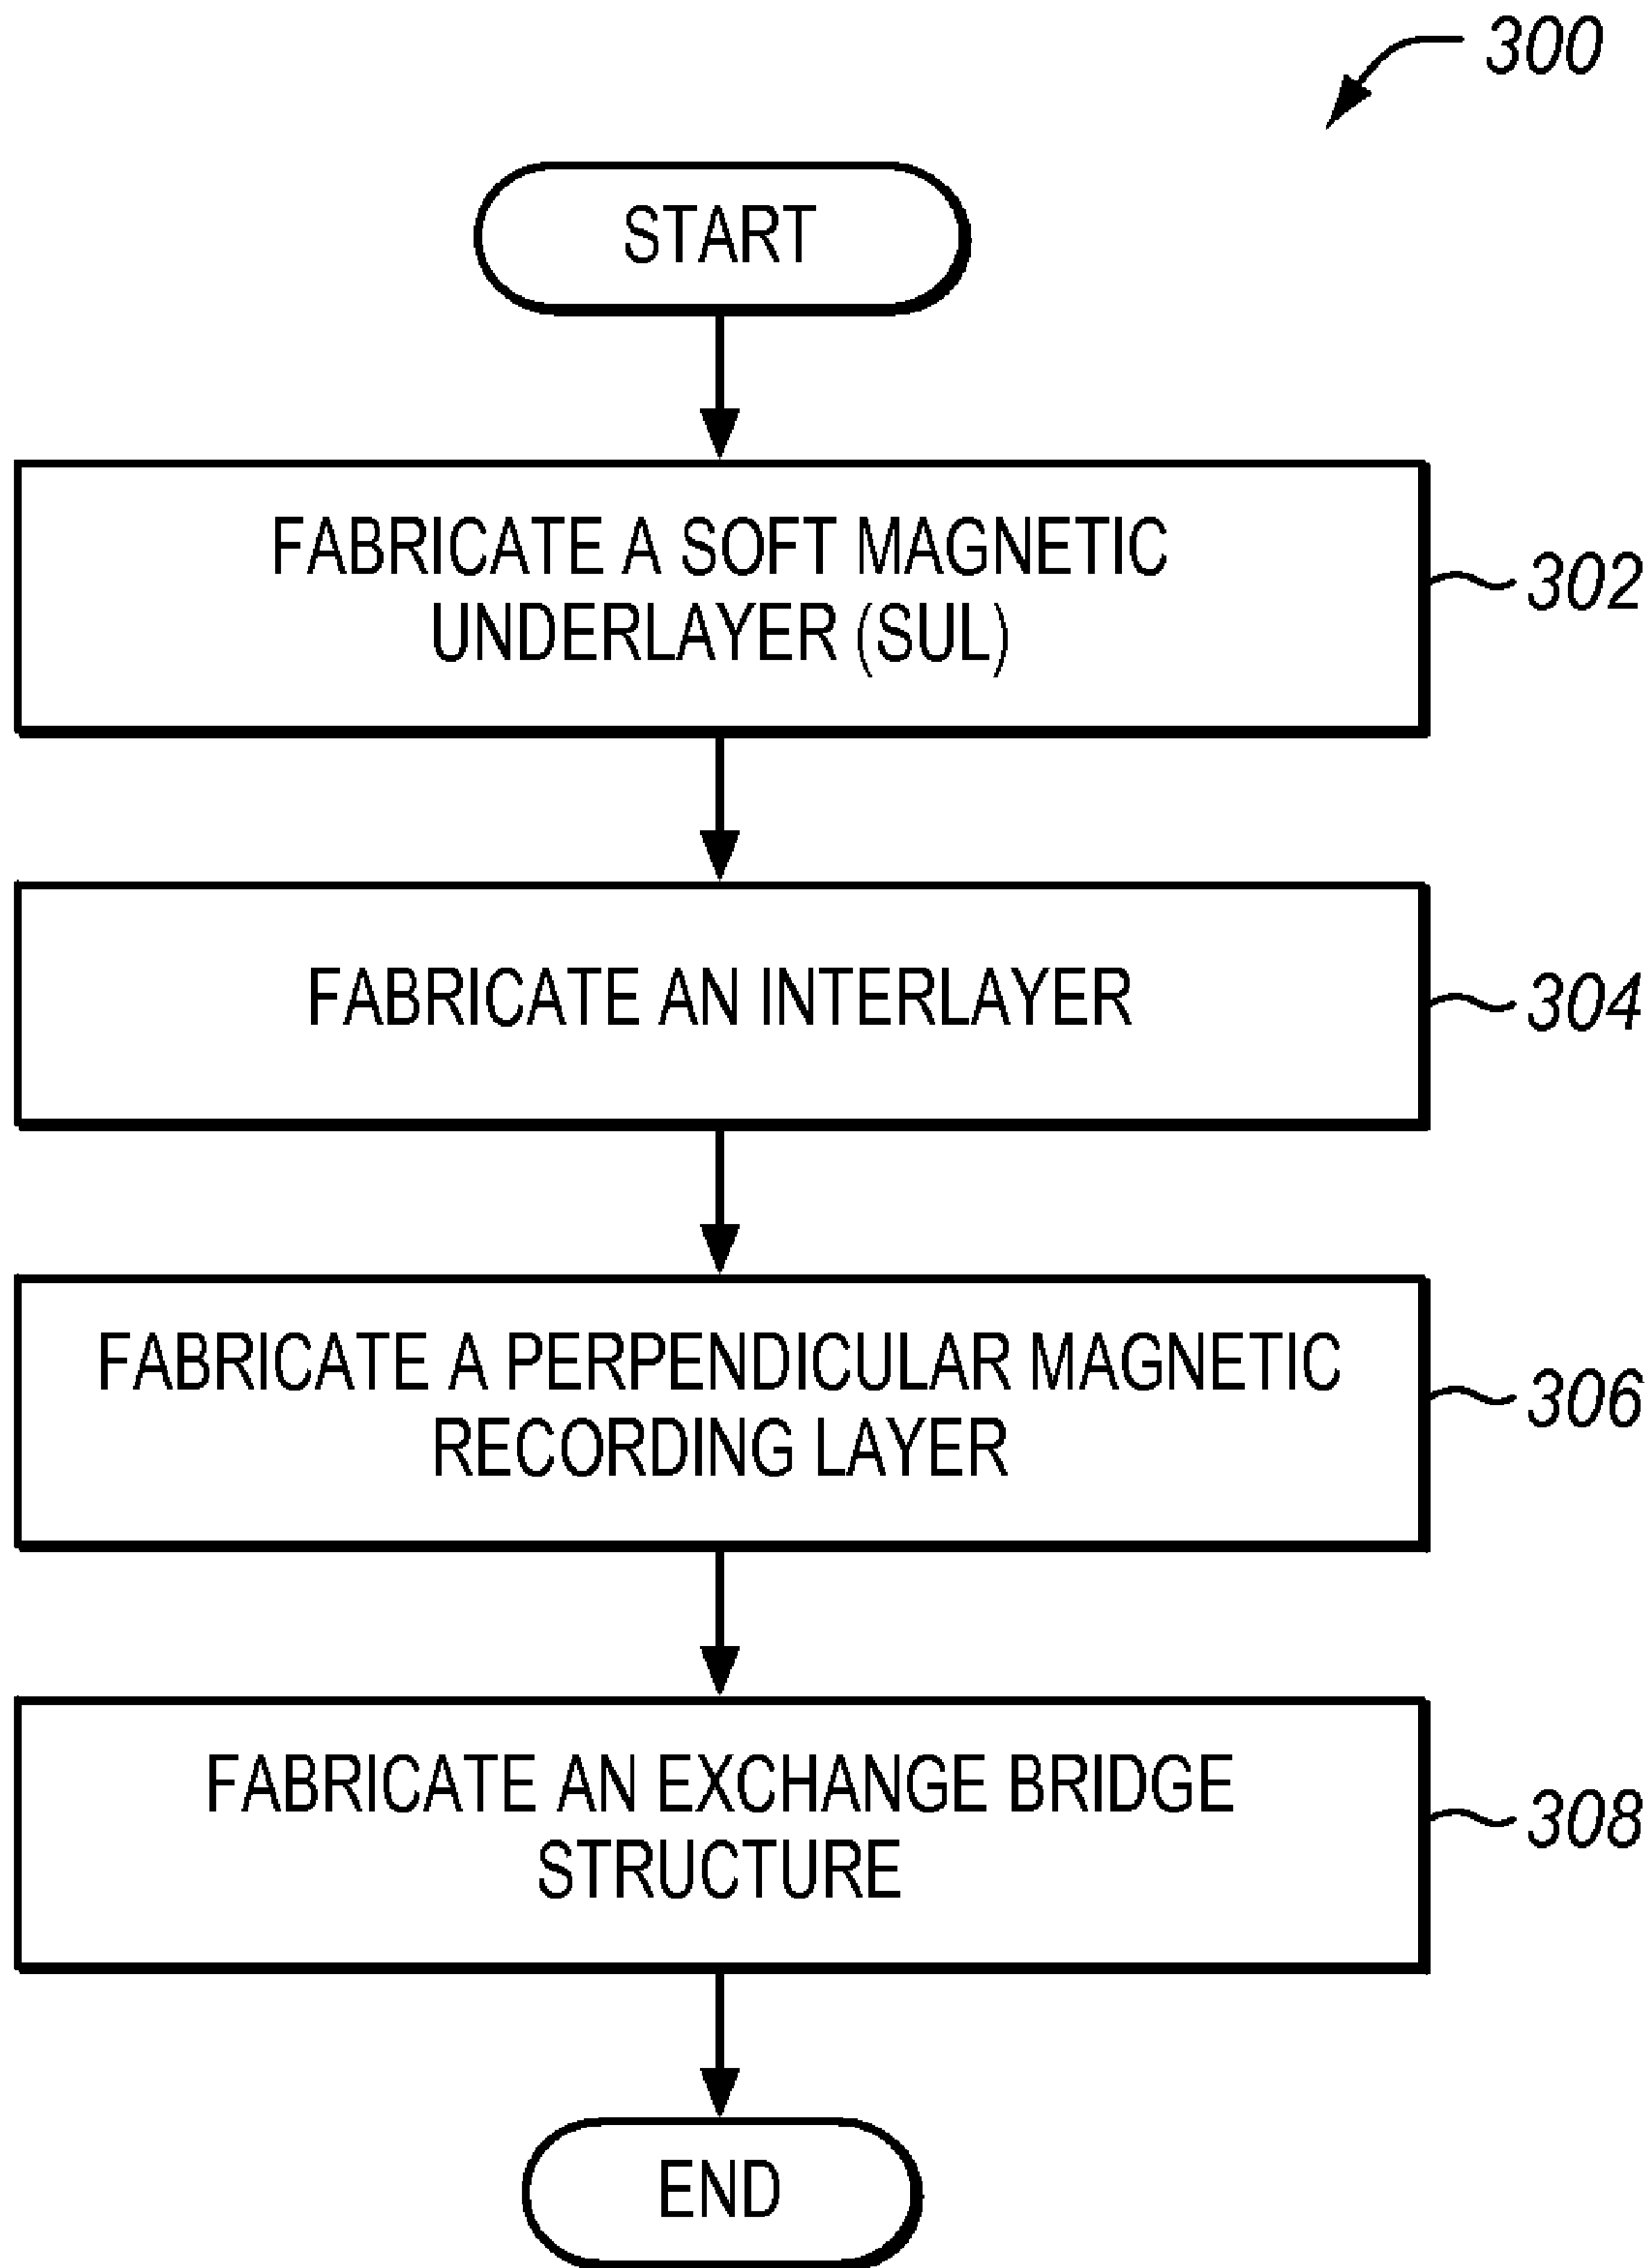 300
START
FABRICATE A SOFT MAGNETIC
UNDERLAYER (SUL)
302
FABRICATE AN INTERLAYER
304
FABRICATE A PERPENDICULAR MAGNETIC
RECORDING LAYER
306
FABRICATE AN EXCHANGE BRIDGE
STRUCTURE
308
END